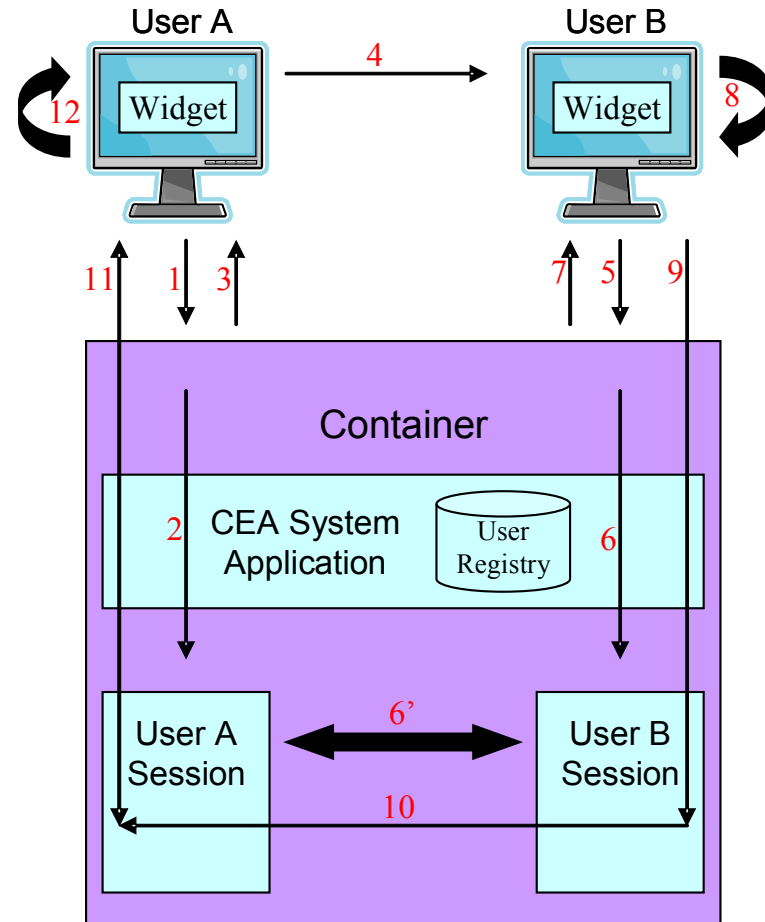 User A
User B
4
12
Widget
Widget
8
11
1
3
7
5
9
Container
2
CEA System
Application
User
Registry
6
6’
User A
Session
User B
Session
10